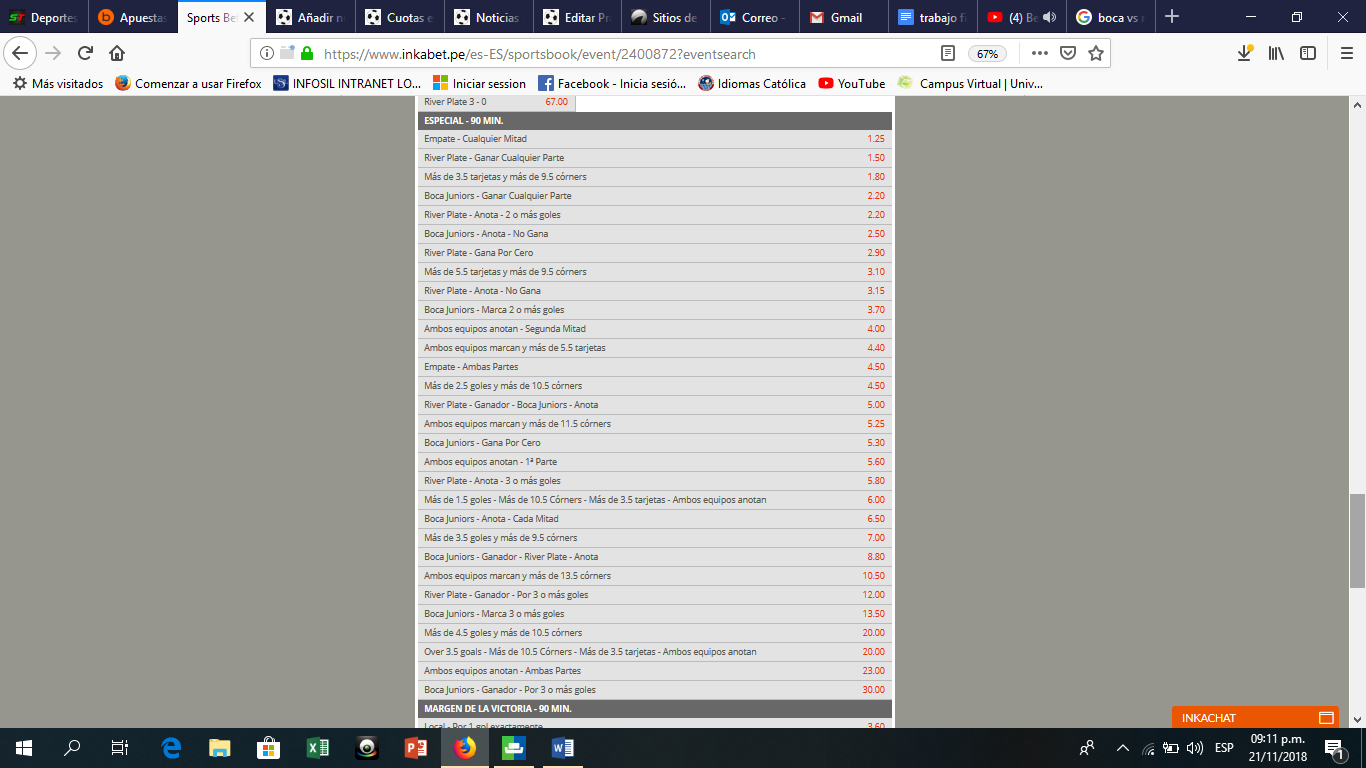 Deportes
Apuestas
Sports Be
Añadir n
Cuotas e
Noticias
Editar Pr
Sitios de
Correo -
Gmail
trabajo fi
(4) Be
boca vs
https://www.inkabet.pe/es-ES/sportsbook/event/2400872?eventsearch
67%
Más visitados
Comenzar a usar Firefox
INFOSIL INTRANET LO...
Iniciar session
Facebook - Inicia sesió...
Idiomas Católica
YouTube
Campus Virtual | Univ...
River Plate 3 - 0 67.00
ESPECIAL - 90 MIN.
Empate - Cualquier Mitad 1.25
River Plate - Ganar Cualquier Parte 1.50
Más de 3.5 tarjetas y más de 9.5 córners 1.80
Boca Juniors - Ganar Cualquier Parte 2.20
River Plate - Anota - 2 o más goles 2.20
Boca Juniors - Anota - No Gana 2.50
River Plate - Gana Por Cero 2.90
Más de 5.5 tarjetas y más de 9.5 córners 3.10
River Plate - Anota - No Gana 3.15
Boca Juniors - Marca 2 o más goles 3.70
Ambos equipos anotan - Segunda Mitad 4.00
Ambos equipos marcan y más de 5.5 tarjetas 4.40
Empate - Ambas Partes 4.50
Más de 2.5 goles y más de 10.5 córners 4.50
River Plate - Ganador - Boca Juniors - Anota 5.00
Ambos equipos marcan y más de 11.5 córners 5.25
Boca Juniors - Gana Por Cero 5.30
Ambos equipos anotan - 1ª Parte 5.60
River Plate - Anota - 3 o más goles 5.80
Más de 1.5 goles - Más de 10.5 Córners - Más de 3.5 tarjetas - Ambos equipos anotan 6.00
Boca Juniors - Anota - Cada Mitad 6.50
Más de 3.5 goles y más de 9.5 córners 7.00
Boca Juniors - Ganador - River Plate - Anota 8.80
Ambos equipos marcan y más de 13.5 córners 10.50
River Plate - Ganador - Por 3 o más goles 12.00
Boca Juniors - Marca 3 o más goles 13.50
Más de 4.5 goles y más de 10.5 córners 20.00
Over 3.5 goals - Más de 10.5 Córners - Más de 3.5 tarjetas - Ambos equipos anotan 20.00
Ambos equipos anotan - Ambas Partes 23.00
Boca Juniors - Ganador - Por 3 o más goles 30.00
MARGEN DE LA VICTORIA - 90 MIN.
Local - Por 1 gol exactamente 3.60
INKACHAT
ESP
09:11 p.m.
21/11/2018
1